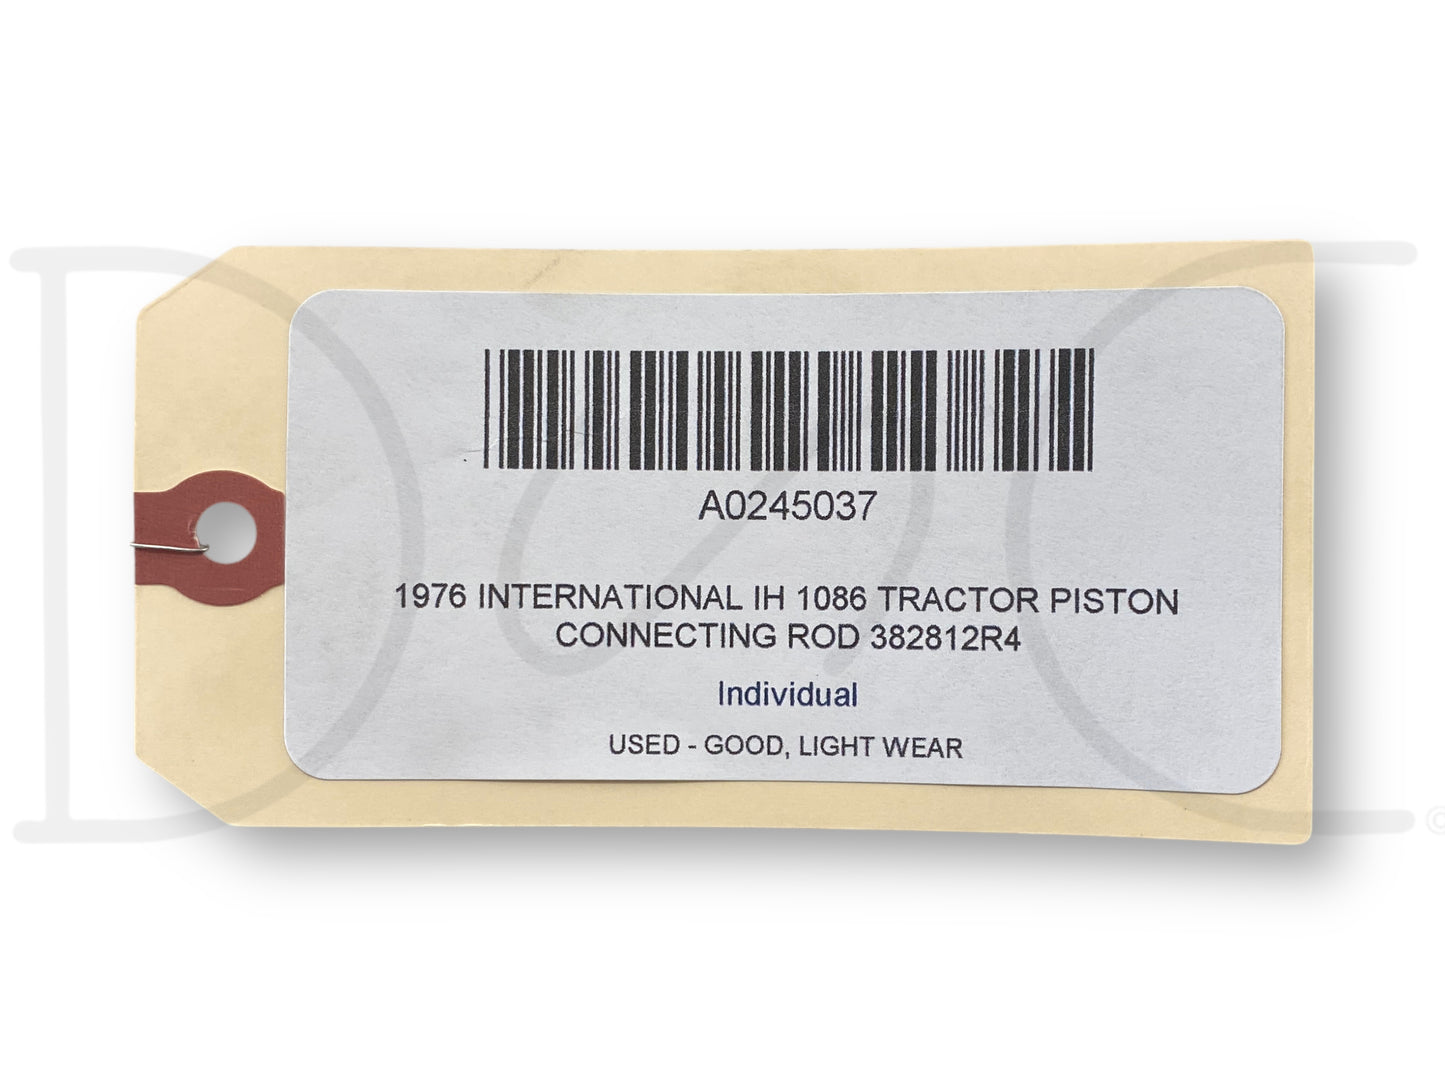 A0245037
1976 INTERNATIONAL IH 1086 TRACTOR PISTON
CONNECTING ROD 382812R4
Individual
USED - GOOD, LIGHT WEAR
©